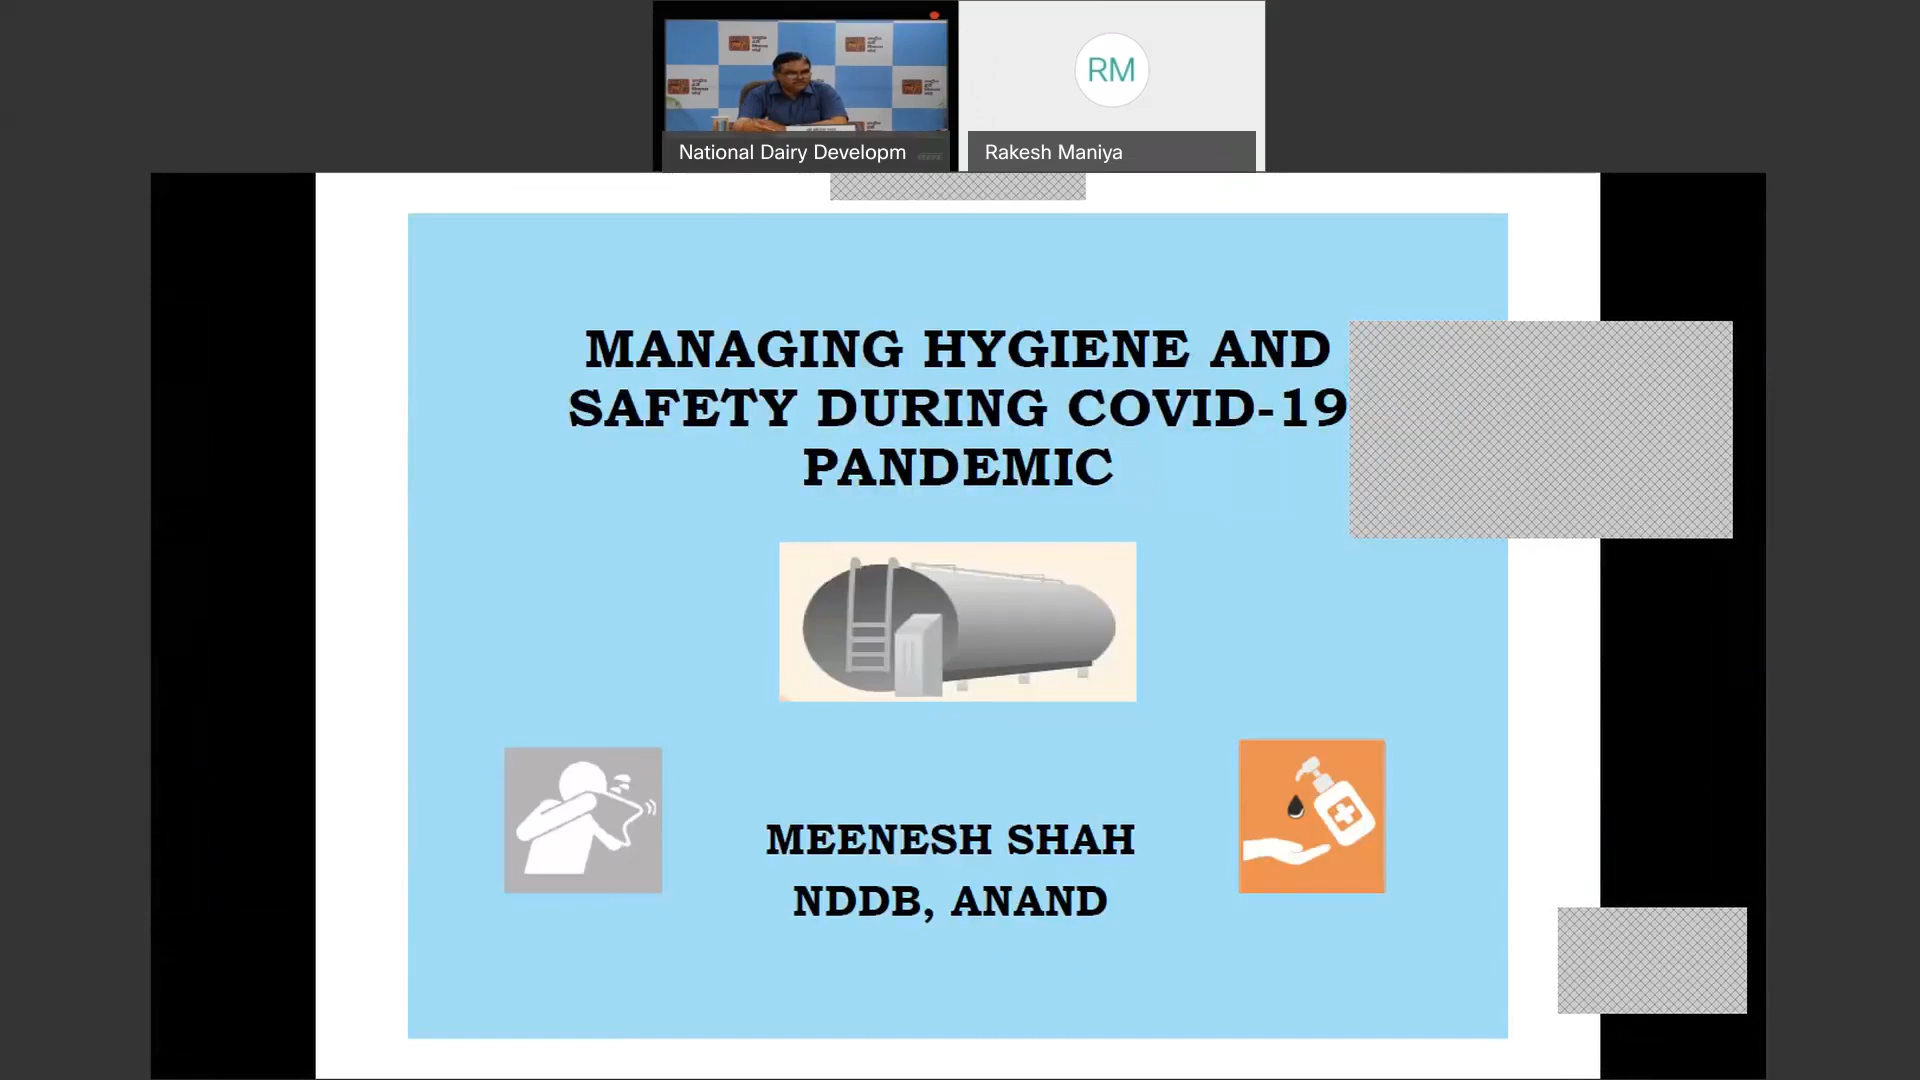 RM
National Dairy Developm
Rakesh Maniya
MANAGING HYGIENE AND
SAFETY DURING COVID-19
PANDEMIC
MEENESH SHAH
NDDB, ANAND